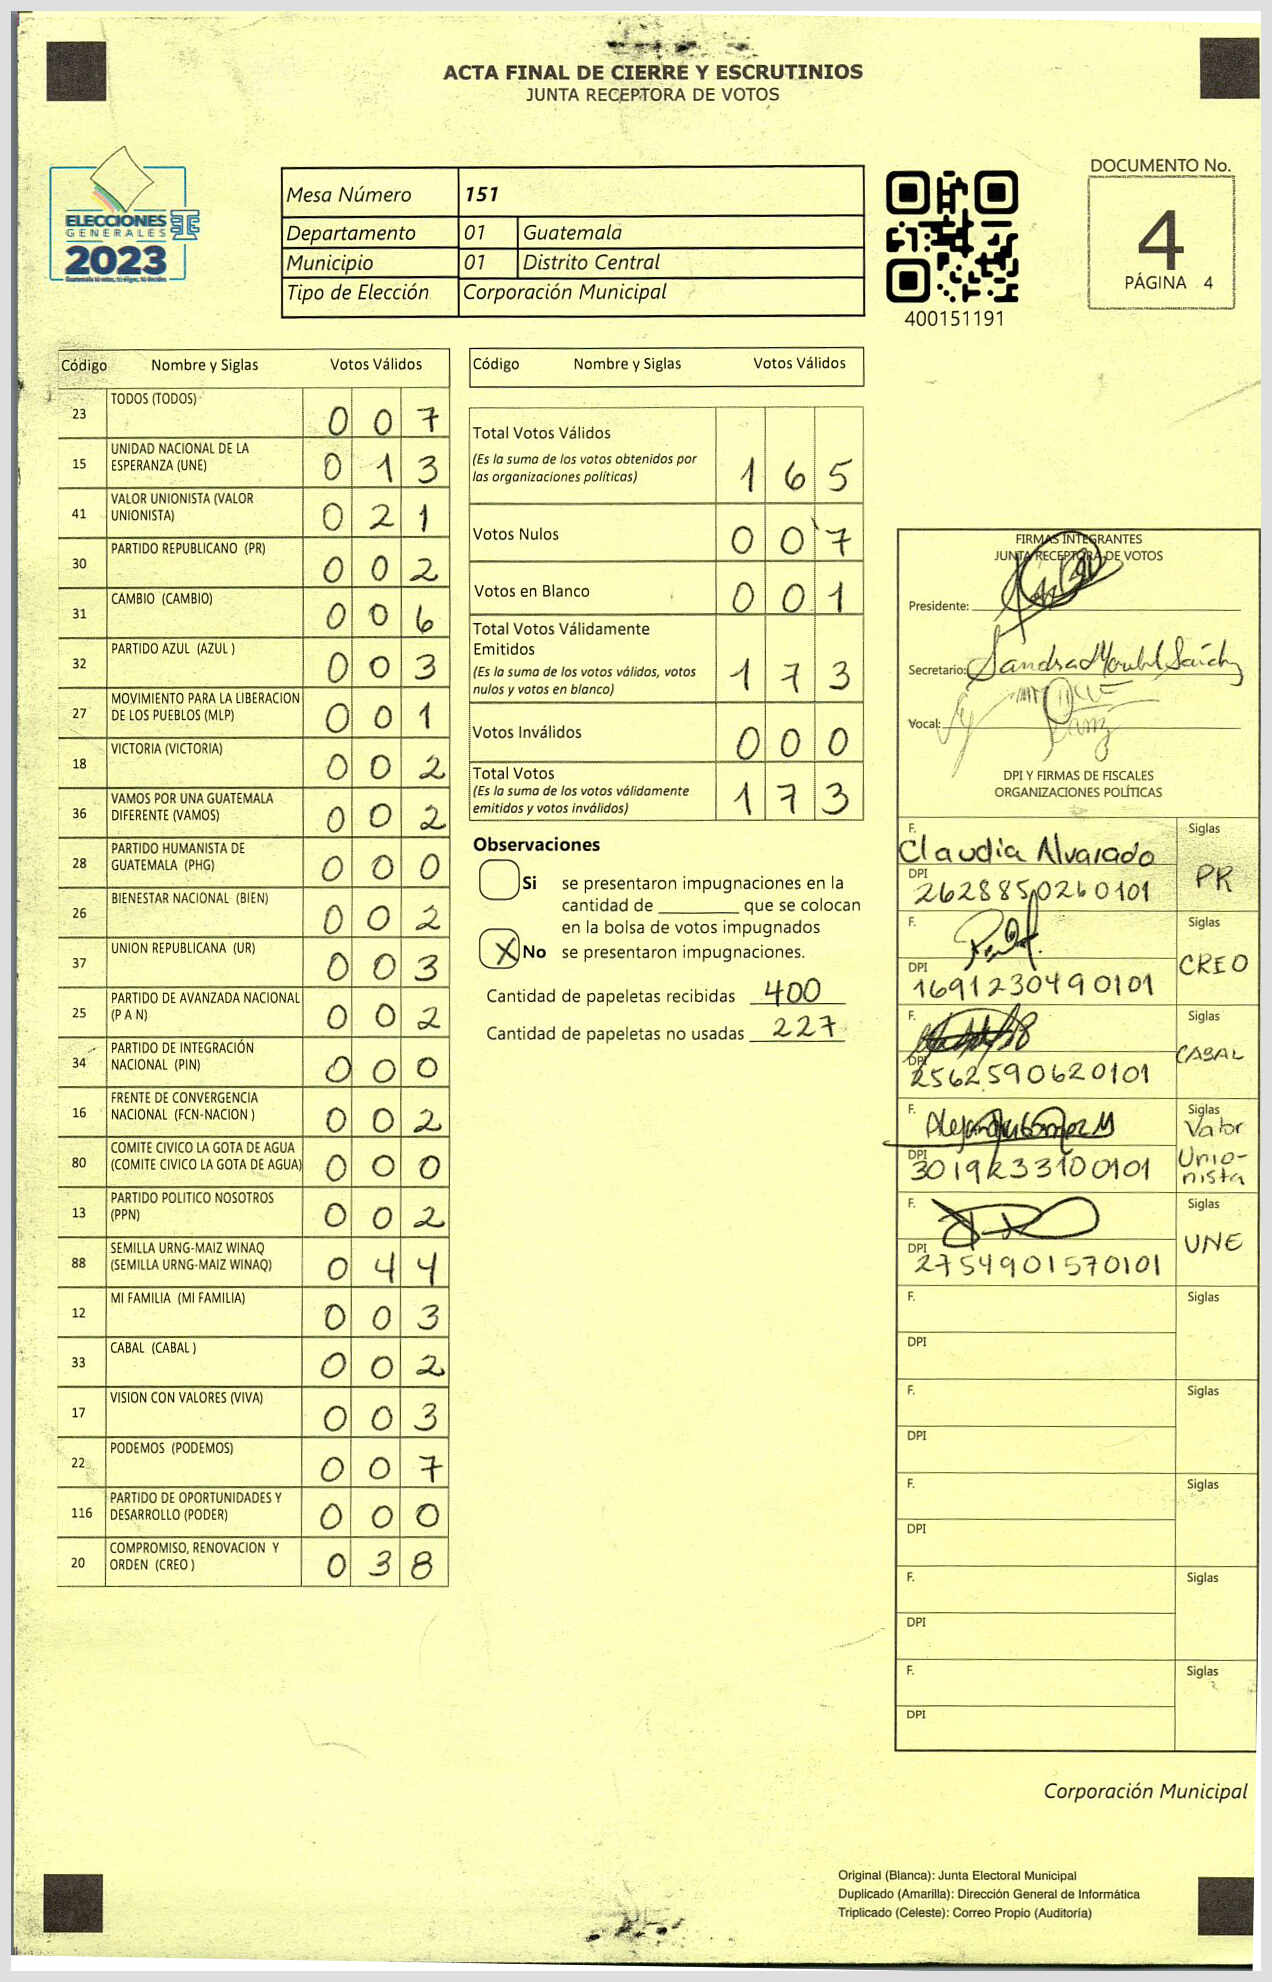 ACTA FINAL DE CIERRE Y ESCRUTINIOS
JUNTA RECEPTORA DE VOTOS
ELECCIONES
GENERALES
2023
Mesa Número 151
Departamento 01 Guatemala
Municipio 01 Distrito Central
Tipo de Elección Corporación Municipal
400151191
DOCUMENTO No.
4
PÁGINA 4
Código Nombre y Siglas Votos Válidos
23 TODOS (TODOS) 0 0 7
15 UNIDAD NACIONAL DE LA
ESPERANZA (UNE) 0 1 3
41 VALOR UNIONISTA (VALOR
UNIONISTA) 0 2 1
30 PARTIDO REPUBLICANO (PR) 0 0 2
31 CAMBIO (CAMBIO) 0 0 6
32 PARTIDO AZUL (AZUL ) 0 0 3
27 MOVIMIENTO PARA LA LIBERACION
DE LOS PUEBLOS (MLP) 0 0 1
18 VICTORIA (VICTORIA) 0 0 2
36 VAMOS POR UNA GUATEMALA
DIFERENTE (VAMOS) 0 0 2
28 PARTIDO HUMANISTA DE
GUATEMALA (PHG) 0 0 0
26 BIENESTAR NACIONAL (BIEN) 0 0 2
37 UNION REPUBLICANA (UR) 0 0 3
25 PARTIDO DE AVANZADA NACIONAL
(P A N) 0 0 2
34 PARTIDO DE INTEGRACIÓN
NACIONAL (PIN) 0 0 0
16 FRENTE DE CONVERGENCIA
NACIONAL (FCN-NACION ) 0 0 2
80 COMITE CIVICO LA GOTA DE AGUA
(COMITE CIVICO LA GOTA DE AGUA) 0 0 0
13 PARTIDO POLITICO NOSOTROS
(PPN) 0 0 2
88 SEMILLA URNG-MAIZ WINAQ
(SEMILLA URNG-MAIZ WINAQ) 0 4 4
12 MI FAMILIA (MI FAMILIA) 0 0 3
33 CABAL (CABAL ) 0 0 2
17 VISION CON VALORES (VIVA) 0 0 3
22 PODEMOS (PODEMOS) 0 0 7
116 PARTIDO DE OPORTUNIDADES Y
DESARROLLO (PODER) 0 0 0
20 COMPROMISO, RENOVACION Y
ORDEN (CREO ) 0 3 8
Código Nombre y Siglas Votos Válidos
Total Votos Válidos
(Es la suma de los votos obtenidos por
las organizaciones políticas) 1 6 5
Votos Nulos 0 0 7
Votos en Blanco 0 0 1
Total Votos Válidamente
Emitidos
(Es la suma de los votos válidos, votos
nulos y votos en blanco) 1 7 3
Votos Inválidos 0 0 0
Total Votos
(Es la suma de los votos válidamente
emitidos y votos inválidos) 1 7 3
Observaciones
Si se presentaron impugnaciones en la
cantidad de ________ que se colocan
en la bolsa de votos impugnados
X No se presentaron impugnaciones.
Cantidad de papeletas recibidas 400
Cantidad de papeletas no usadas 227
FIRMAS INTEGRANTES
JUNTA RECEPTORA DE VOTOS
Presidente:
Secretario: Sandra
Vocal:
DPI Y FIRMAS DE FISCALES
ORGANIZACIONES POLÍTICAS
F. Siglas
Claudia Alvarado PR
DPI
2628850260101
F. Siglas
CREO
DPI
1691230490101
F. Siglas
CABAL
DPI
2562590620101
F. Siglas
Valor
Unio-
nista
DPI
F. Siglas
UNE
DPI
2754901570101
F. Siglas
DPI
F. Siglas
DPI
F. Siglas
DPI
F. Siglas
DPI
F. Siglas
DPI
Corporación Municipal
Original (Blanca): Junta Electoral Municipal
Duplicado (Amarilla): Dirección General de Informática
Triplicado (Celeste): Correo Propio (Auditoría)